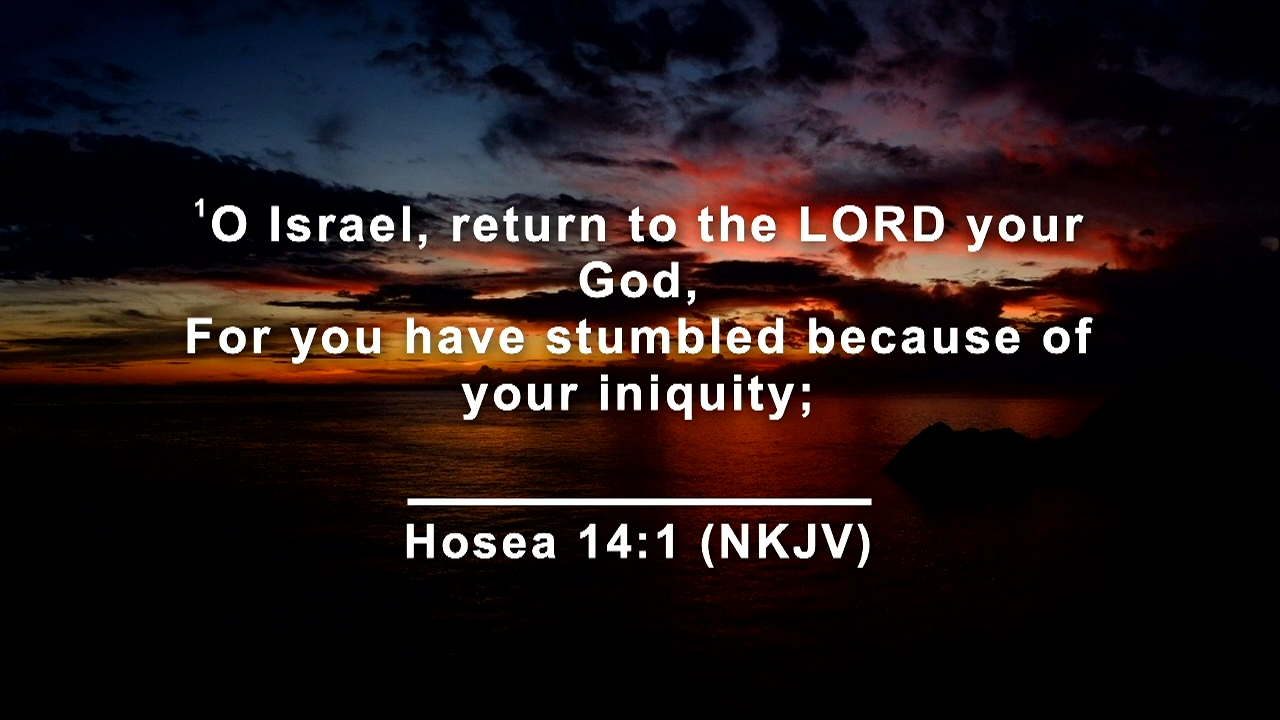 ¹O Israel, return to the LORD your
God,
For you have stumbled because of
your iniquity;
Hosea 14:1 (NKJV)